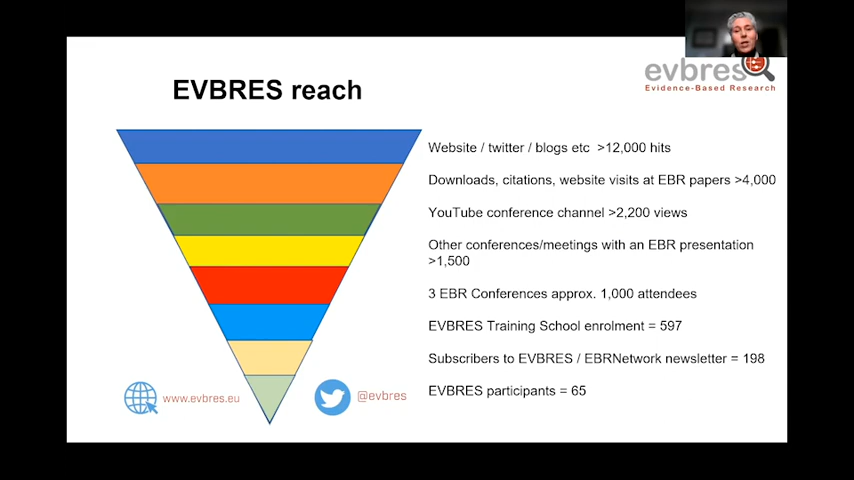 evbres
Evidence-Based Research
EVBRES reach
Website / twitter / blogs etc >12,000 hits
Downloads, citations, website visits at EBR papers >4,000
YouTube conference channel >2,200 views
Other conferences/meetings with an EBR presentation
>1,500
3 EBR Conferences approx. 1,000 attendees
EVBRES Training School enrolment = 597
Subscribers to EVBRES / EBRNetwork newsletter = 198
EVBRES participants = 65
www.evbres.eu
@evbres